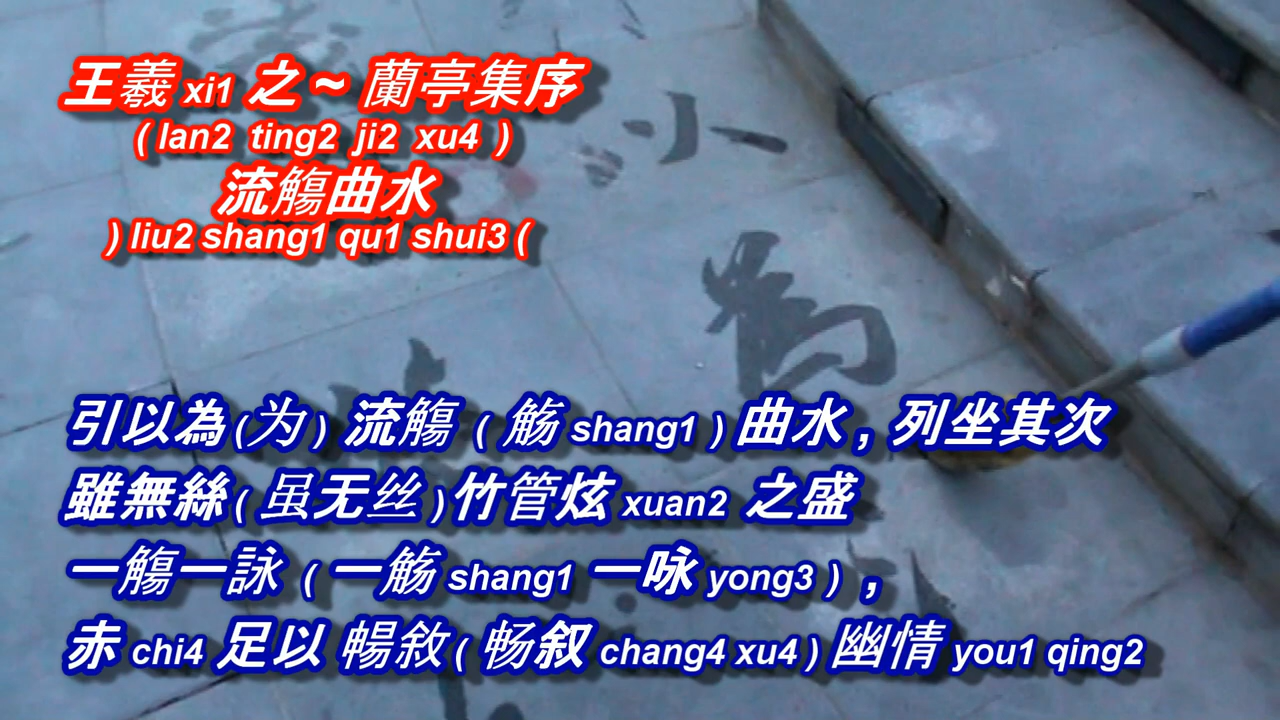 王羲 xi1 之 ~ 蘭亭集序
( lan2 ting2 ji2 xu4 )
流觴曲水
) liu2 shang1 qu1 shui3 (
小
為
引以為 (为) 流觴 ( 觞 shang1 ) 曲水 , 列坐其次
雖無絲 ( 虽无丝 ) 竹管炫 xuan2 之盛
一觴一詠 ( 一觞 shang1 一咏 yong3 ) ,
赤 chi4 足以 暢敘 ( 畅叙 chang4 xu4 ) 幽情 you1 qing2